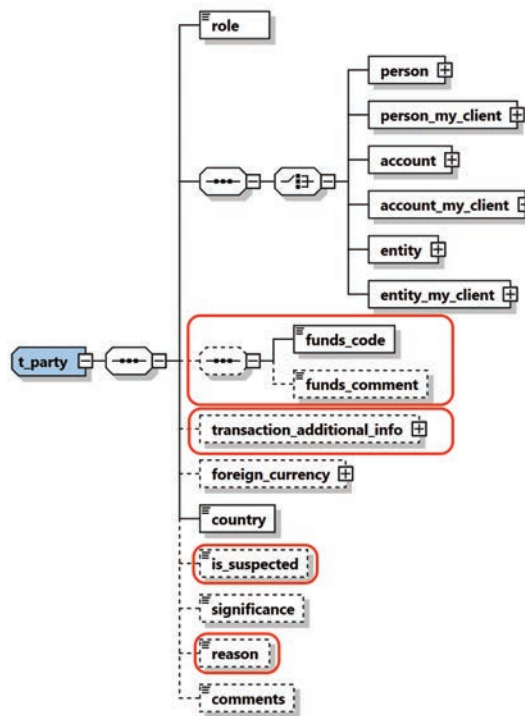 role
person
person_my_client
account
account_my_client
entity
entity_my_client
t_party
funds_code
funds_comment
transaction_additional_info
foreign_currency
country
is_suspected
significance
reason
comments